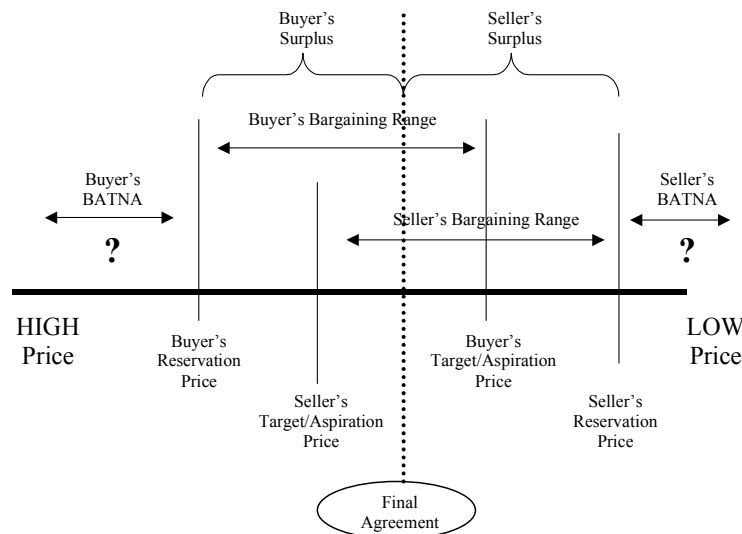 Buyer's
Surplus
Seller's
Surplus
Buyer's Bargaining Range
Buyer's
BATNA
?
Seller's Bargaining Range
Seller's
BATNA
?
HIGH
Price
Buyer's
Reservation
Price
Seller's
Target/Aspiration
Price
Buyer's
Target/Aspiration
Price
Seller's
Reservation
Price
LOW
Price
Final
Agreement